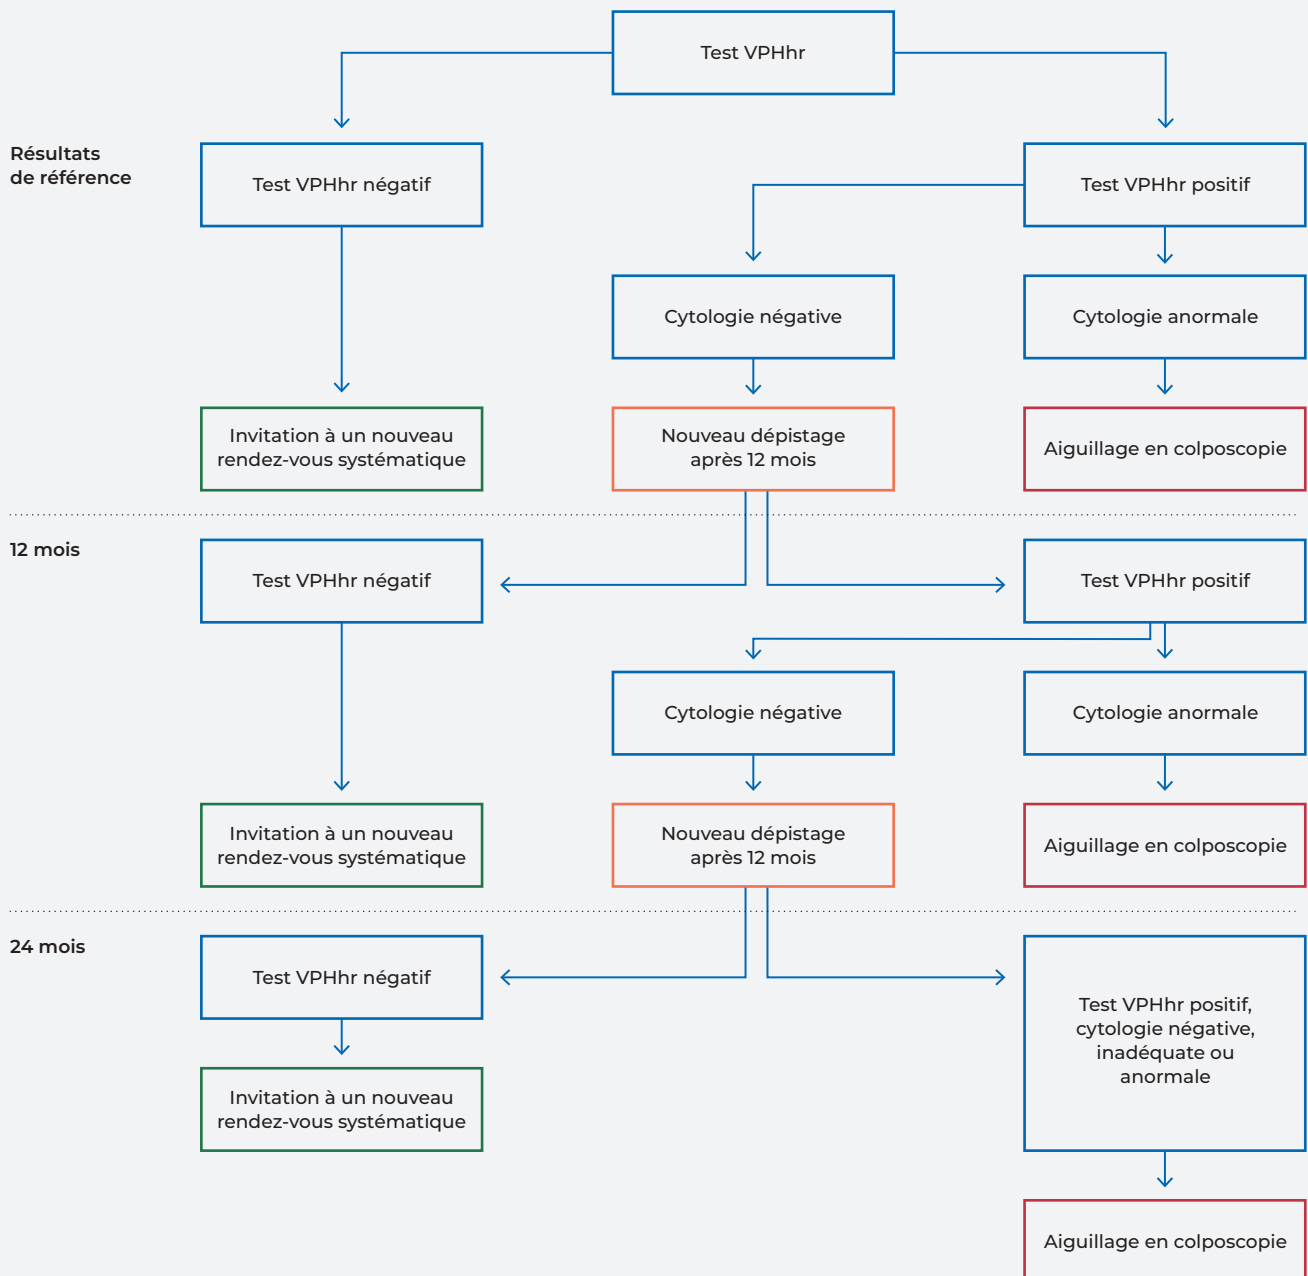 Test VPHhr
Résultats
de référence
Test VPHhr négatif
Test VPHhr positif
Cytologie négative
Cytologie anormale
Invitation à un nouveau
rendez-vous systématique
Nouveau dépistage
après 12 mois
Aiguillage en colposcopie
12 mois
Test VPHhr négatif
Test VPHhr positif
Cytologie négative
Cytologie anormale
Invitation à un nouveau
rendez-vous systématique
Nouveau dépistage
après 12 mois
Aiguillage en colposcopie
24 mois
Test VPHhr négatif
Test VPHhr positif,
cytologie négative,
inadéquate ou
anormale
Invitation à un nouveau
rendez-vous systématique
Aiguillage en colposcopie